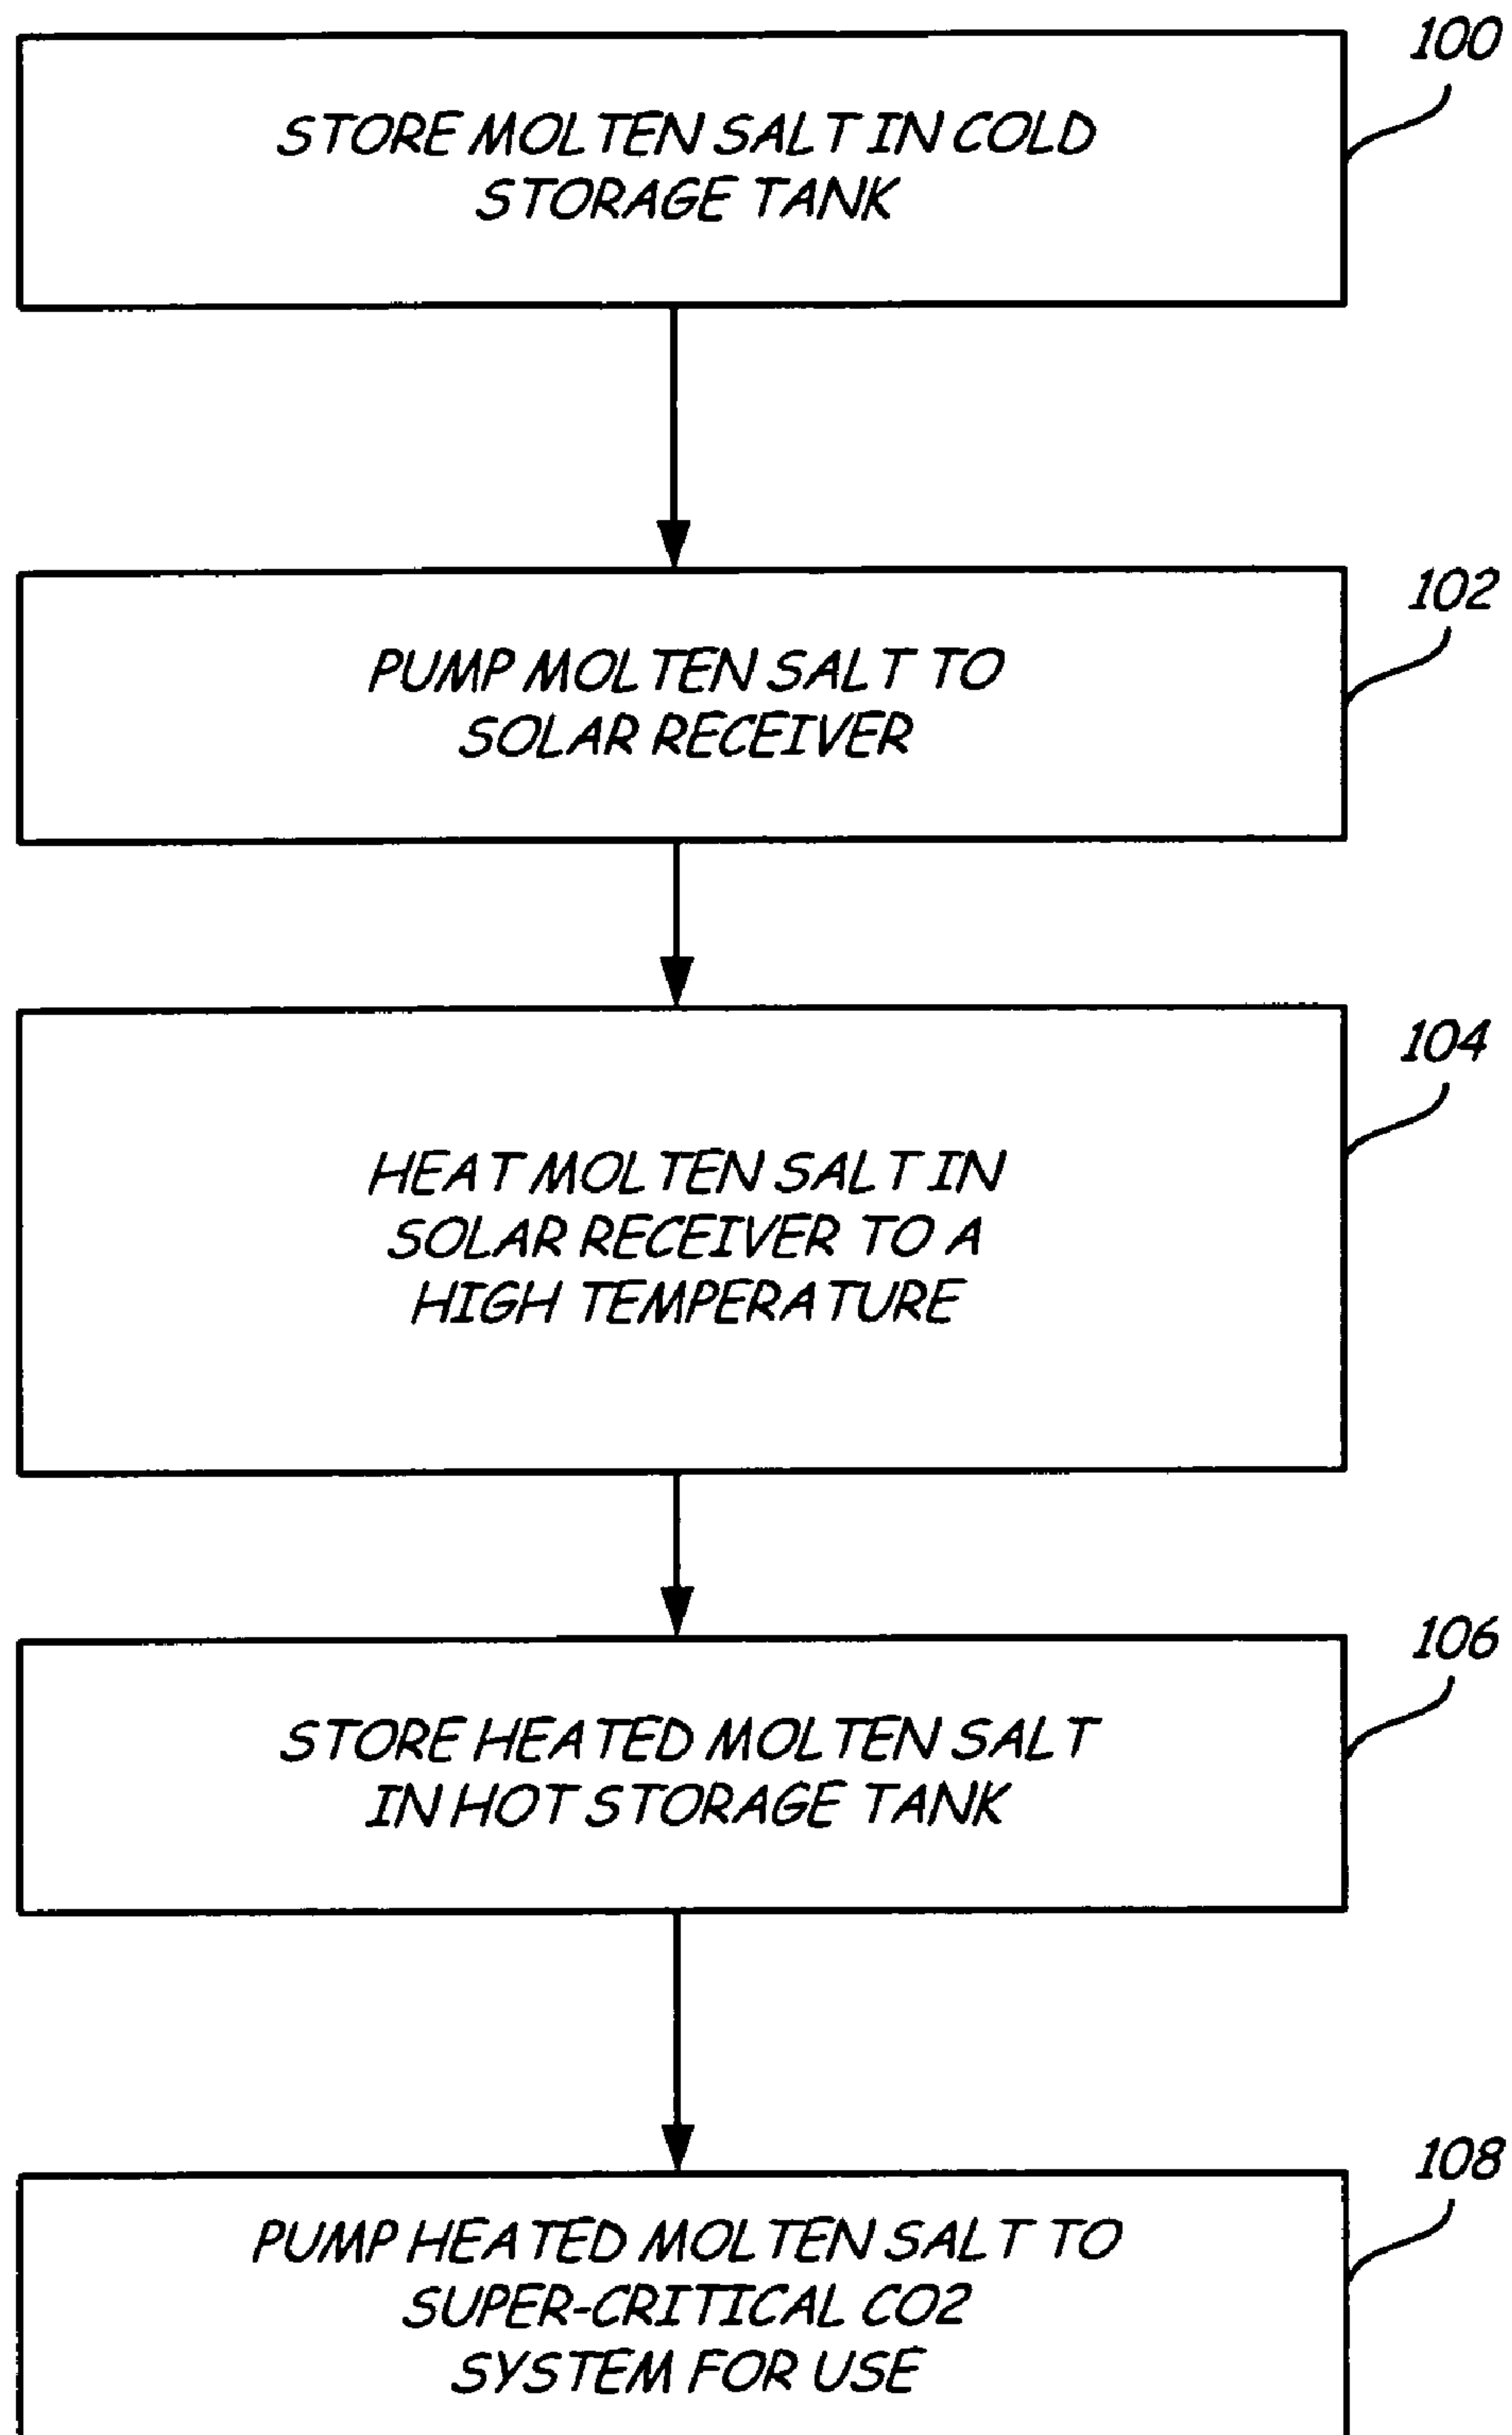 100
STORE MOLTEN SALT IN COLD
STORAGE TANK
102
PUMP MOLTEN SALT TO
SOLAR RECEIVER
104
HEAT MOLTEN SALT IN
SOLAR RECEIVER TO A
HIGH TEMPERATURE
106
STORE HEATED MOLTEN SALT
IN HOT STORAGE TANK
108
PUMP HEATED MOLTEN SALT TO
SUPER-CRITICAL CO2
SYSTEM FOR USE